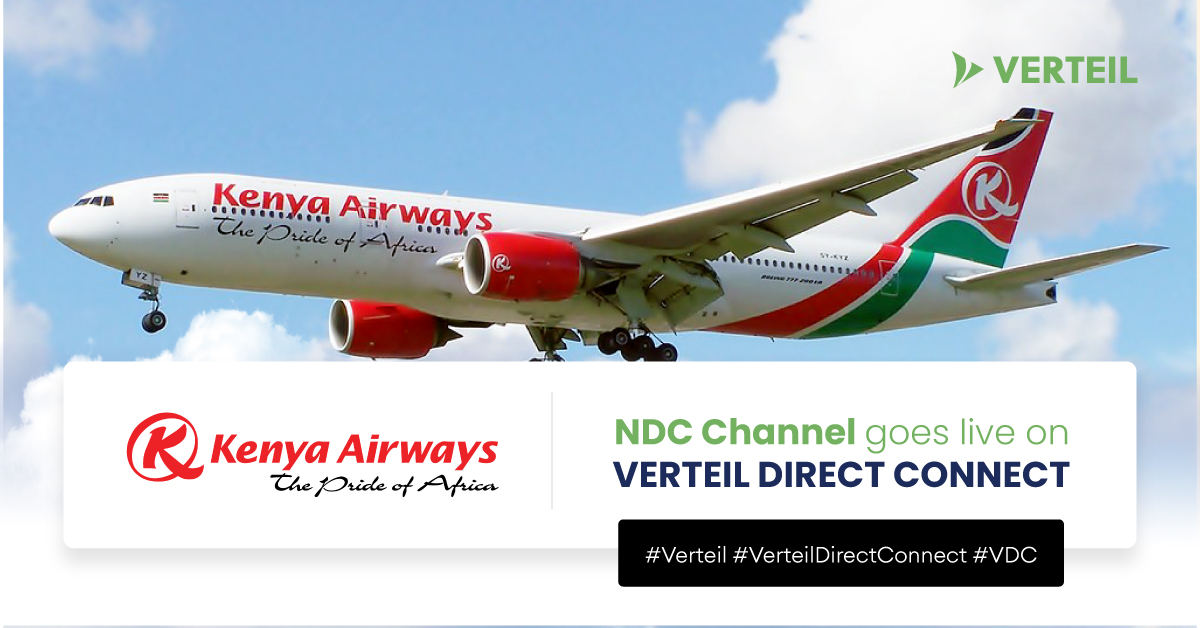 VERTEIL
Kenya Airways
The Pride of Africa
5Y-KYZ
BOEING 777-200ER
YZ
Kenya Airways
The Pride of Africa
NDC Channel goes live on
VERTEIL DIRECT CONNECT
#Verteil #VerteilDirectConnect #VDC